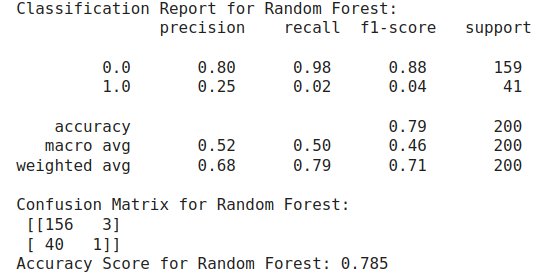 Classification Report for Random Forest:
precision recall f1-score support
0.0 0.80 0.98 0.88 159
1.0 0.25 0.02 0.04 41
accuracy 0.79 200
macro avg 0.52 0.50 0.46 200
weighted avg 0.68 0.79 0.71 200
Confusion Matrix for Random Forest:
[[156 3]
[ 40 1]]
Accuracy Score for Random Forest: 0.785